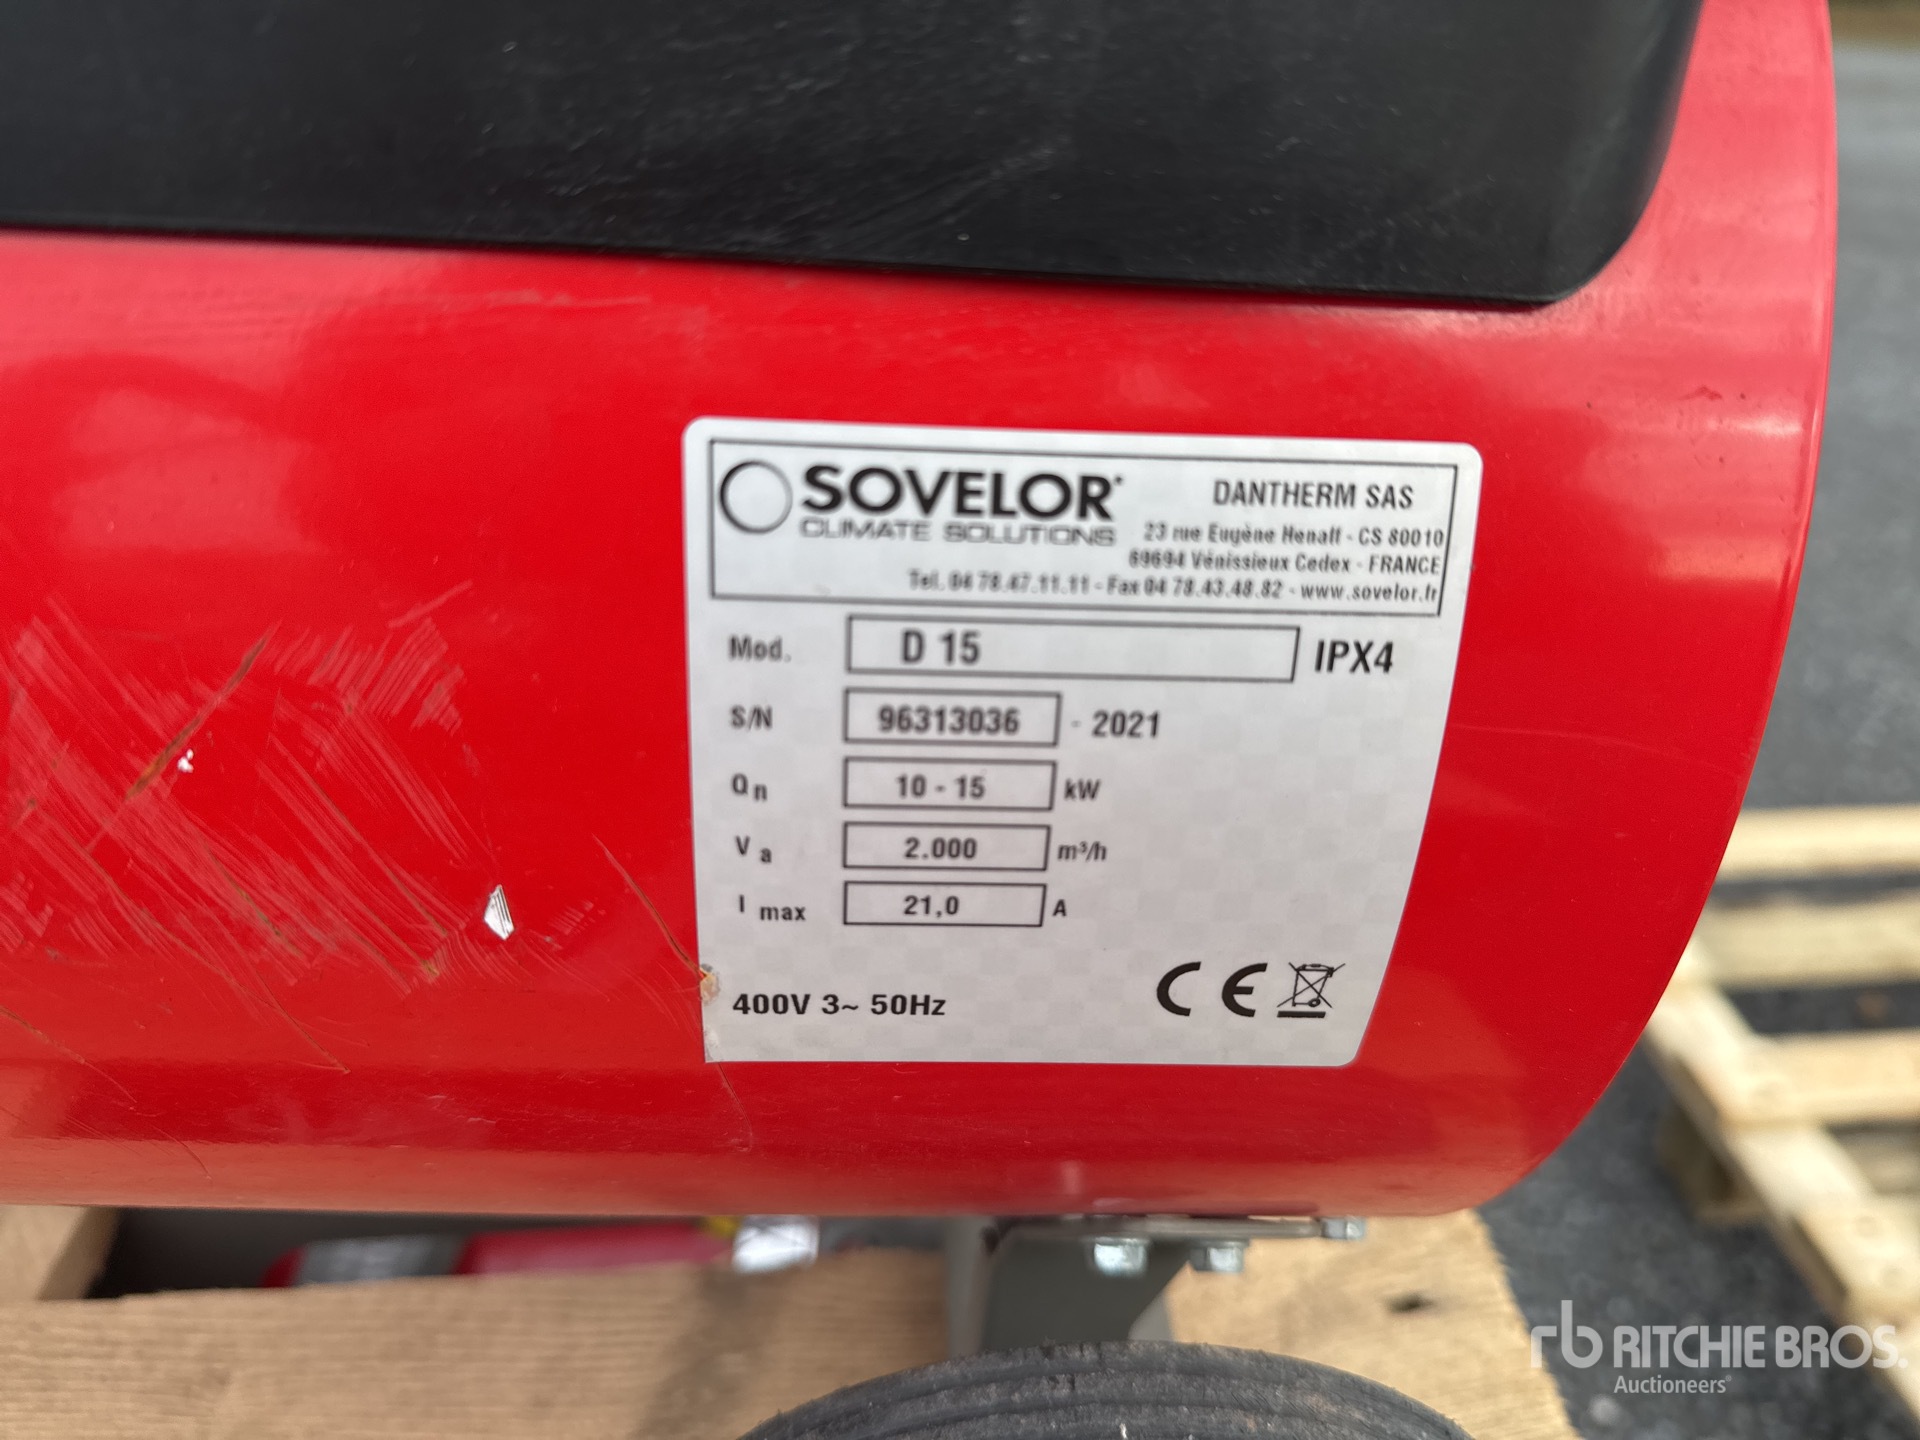 SOVELOR
CLIMATE SOLUTIONS
DANTHERM SAS
23 rue Eugène Henaff - CS 80010
69694 Vénissieux Cedex - FRANCE
Tel. 04 78.47.11.11 - Fax 04 78.43.48.82 - www.sovelor.fr
Mod. D 15 IPX4
S/N 96313036 - 2021
Qn 10 - 15 kW
Va 2.000 m³/h
I max 21,0 A
400V 3~ 50Hz CE
rb RITCHIE BROS.
Auctioneers